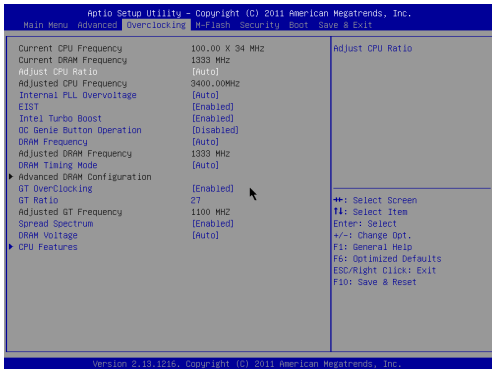 Aptio Setup Utility – Copyright (C) 2011 American Megatrends, Inc.
Main Menu Advanced Overclocking M-Flash Security Boot Save & Exit
Current CPU Frequency 100.00 X 34 MHz
Current DRAM Frequency 1333 MHz
Adjust CPU Ratio [Auto]
Adjusted CPU Frequency 3400.00MHz
Internal PLL Overvoltage [Auto]
EIST [Enabled]
Intel Turbo Boost [Enabled]
OC Genie Button Operation [Disabled]
DRAM Frequency [Auto]
Adjusted DRAM Frequency 1333 MHz
DRAM Timing Mode [Auto]
Advanced DRAM Configuration
GT OverClocking [Enabled]
GT Ratio 27
Adjusted GT Frequency 1100 MHZ
Spread Spectrum [Enabled]
DRAM Voltage [Auto]
CPU Features
Adjust CPU Ratio
→←: Select Screen
↑↓: Select Item
Enter: Select
+/-: Change Opt.
F1: General Help
F6: Optimized Defaults
ESC/Right Click: Exit
F10: Save & Reset
Version 2.13.1216. Copyright (C) 2011 American Megatrends, Inc.